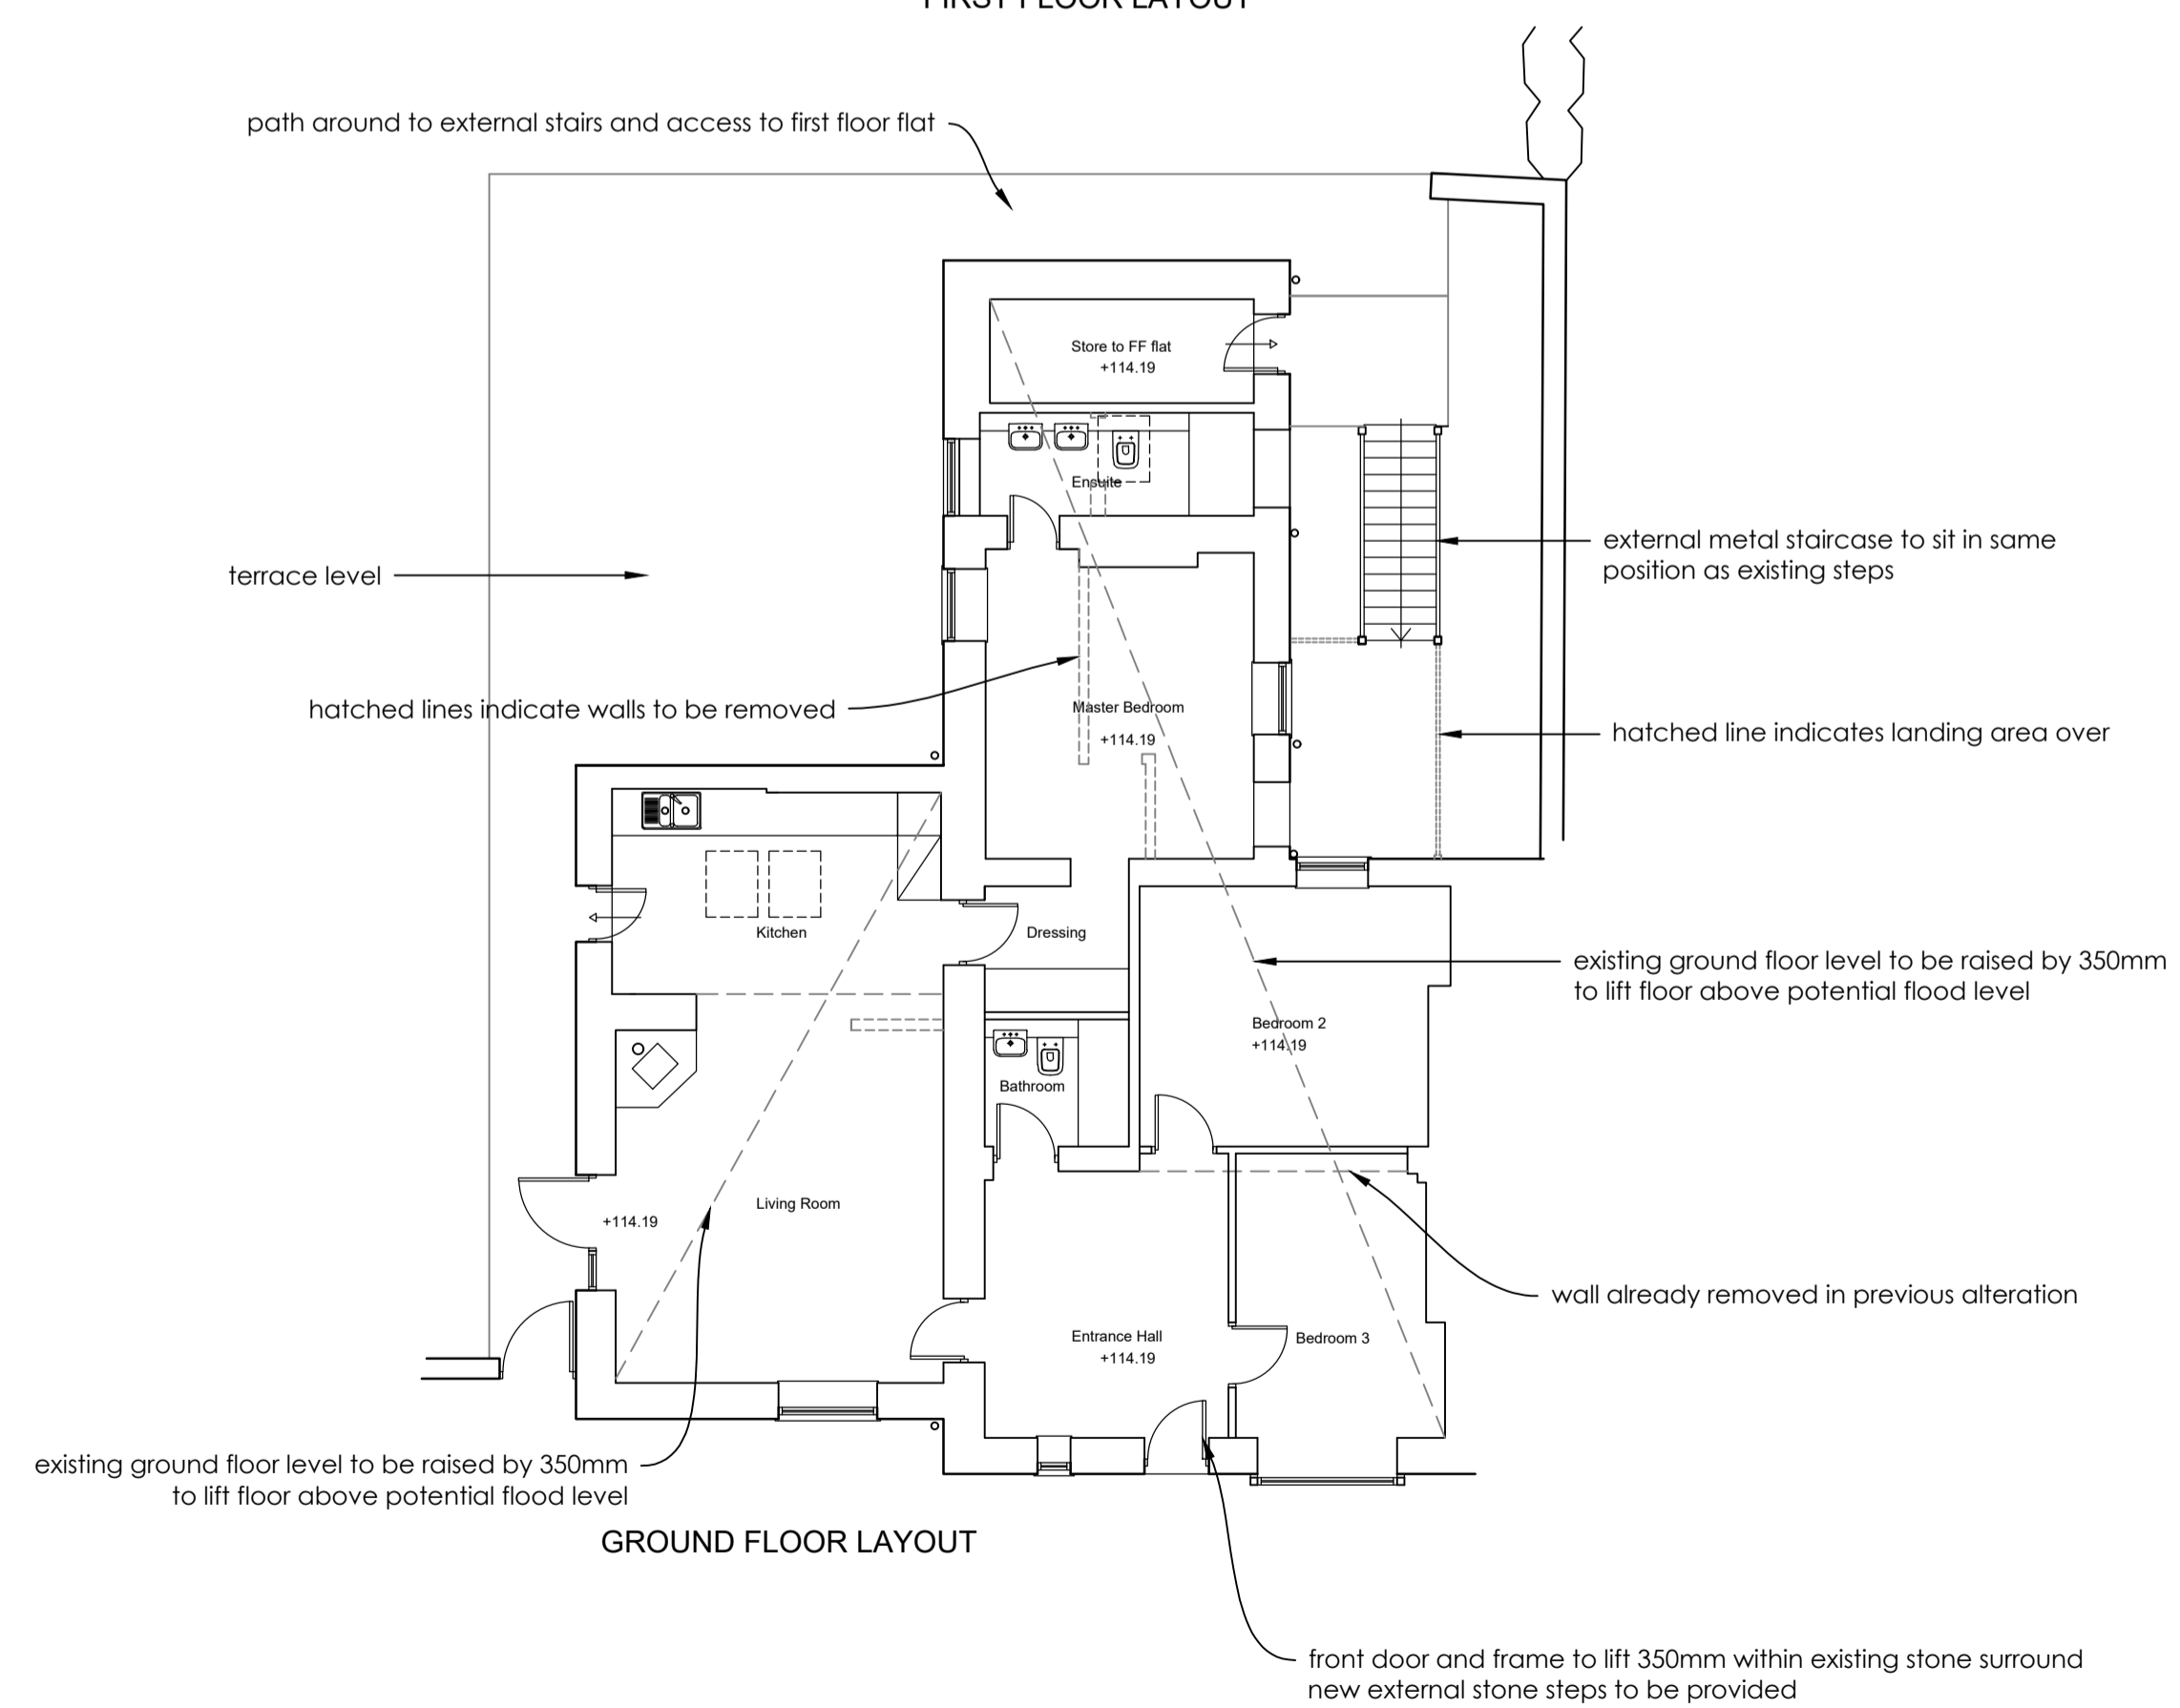 FIRST FLOOR LAYOUT
path around to external stairs and access to first floor flat
Store to FF flat
+114.19
Ensuite
external metal staircase to sit in same
position as existing steps
terrace level
hatched lines indicate walls to be removed
Master Bedroom
+114.19
hatched line indicates landing area over
Kitchen
Dressing
existing ground floor level to be raised by 350mm
to lift floor above potential flood level
Bedroom 2
+114.19
Bathroom
Living Room
+114.19
wall already removed in previous alteration
Entrance Hall
+114.19
Bedroom 3
existing ground floor level to be raised by 350mm
to lift floor above potential flood level
GROUND FLOOR LAYOUT
front door and frame to lift 350mm within existing stone surround
new external stone steps to be provided